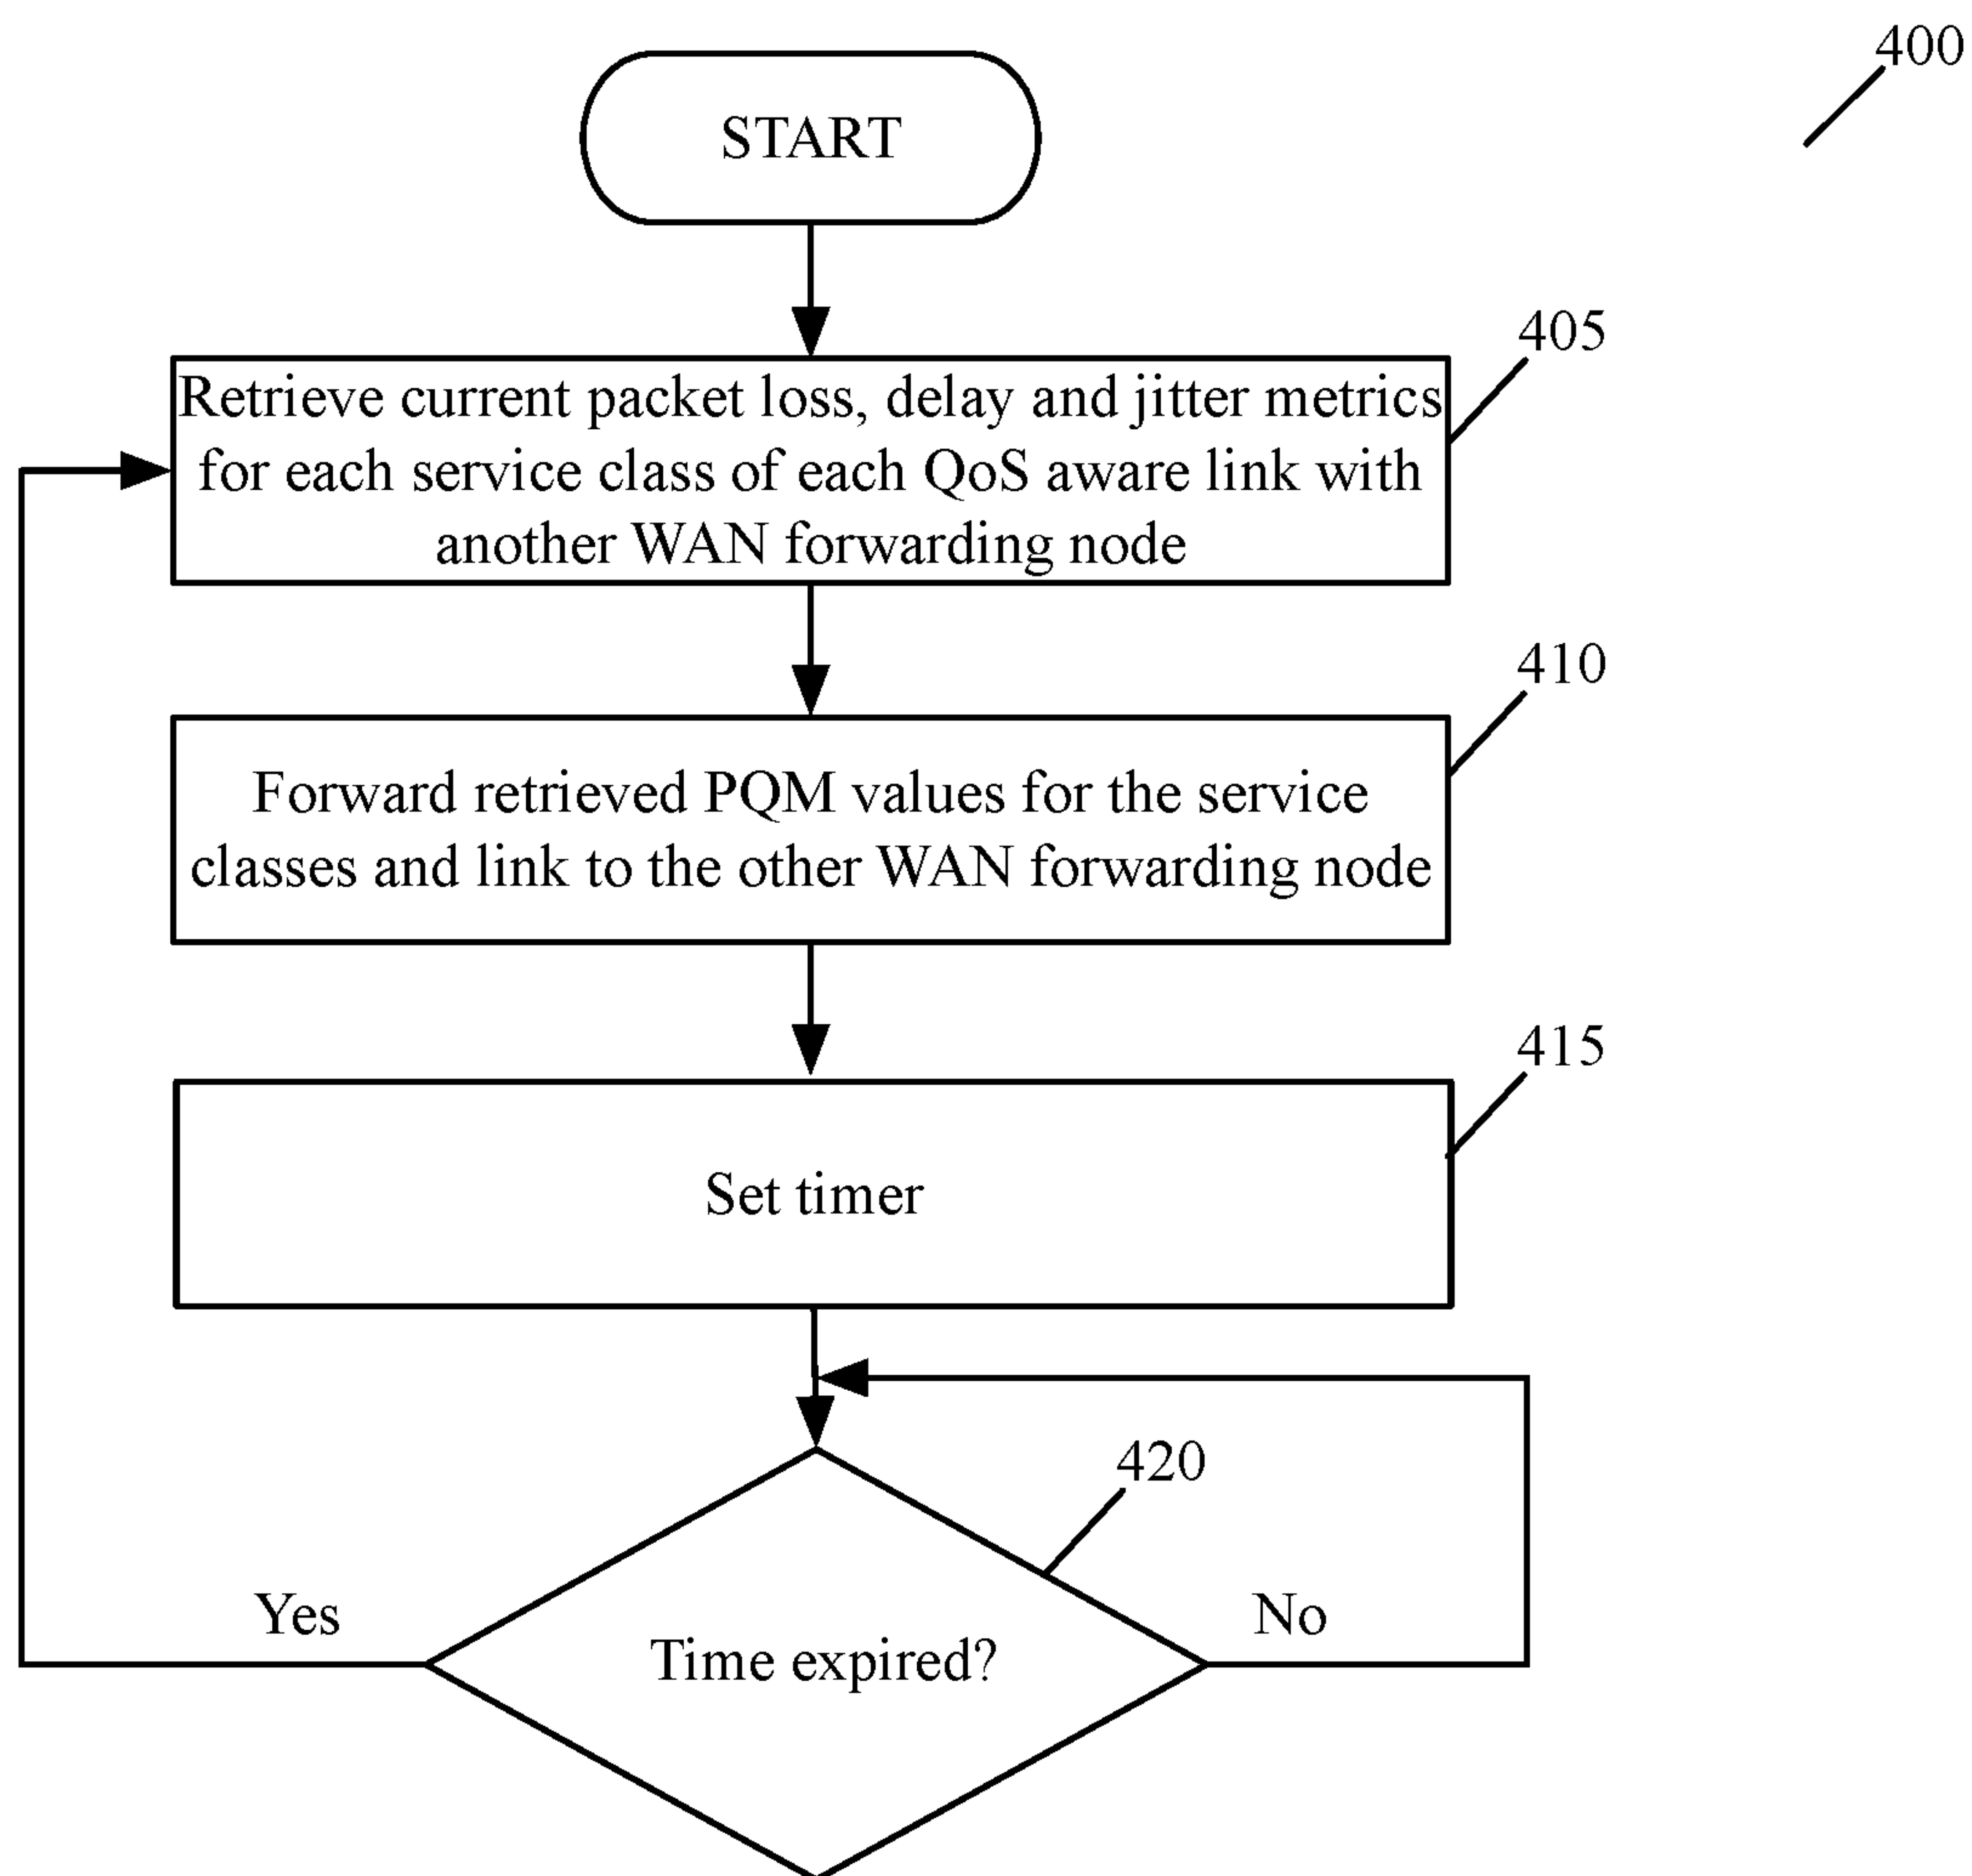 400
START
405
Retrieve current packet loss, delay and jitter metrics
for each service class of each QoS aware link with
another WAN forwarding node
410
Forward retrieved PQM values for the service
classes and link to the other WAN forwarding node
415
Set timer
420
Yes
No
Time expired?